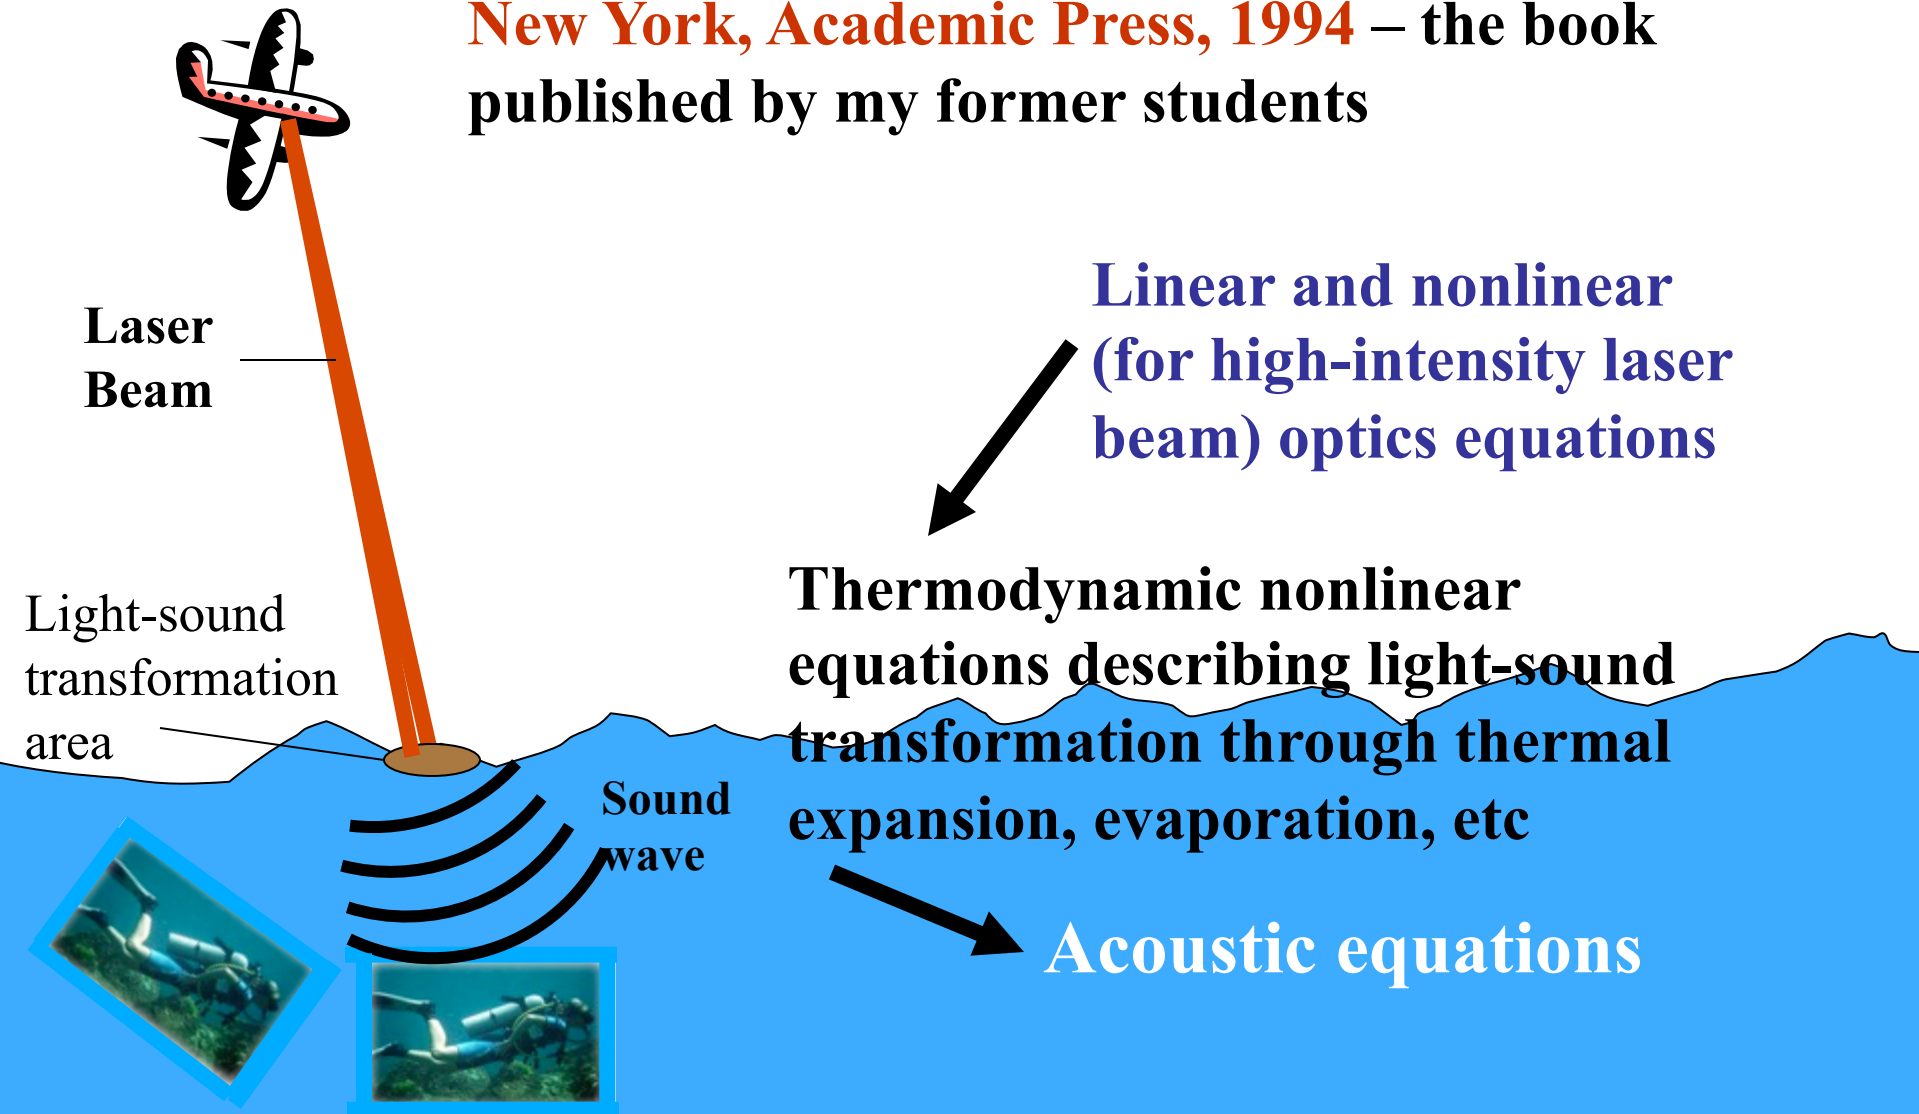 New York, Academic Press, 1994 – the book
published by my former students
Linear and nonlinear
(for high-intensity laser
beam) optics equations
Laser
Beam
Thermodynamic nonlinear
equations describing light-sound
transformation through thermal
expansion, evaporation, etc
Light-sound
transformation
area
Sound
wave
Acoustic equations